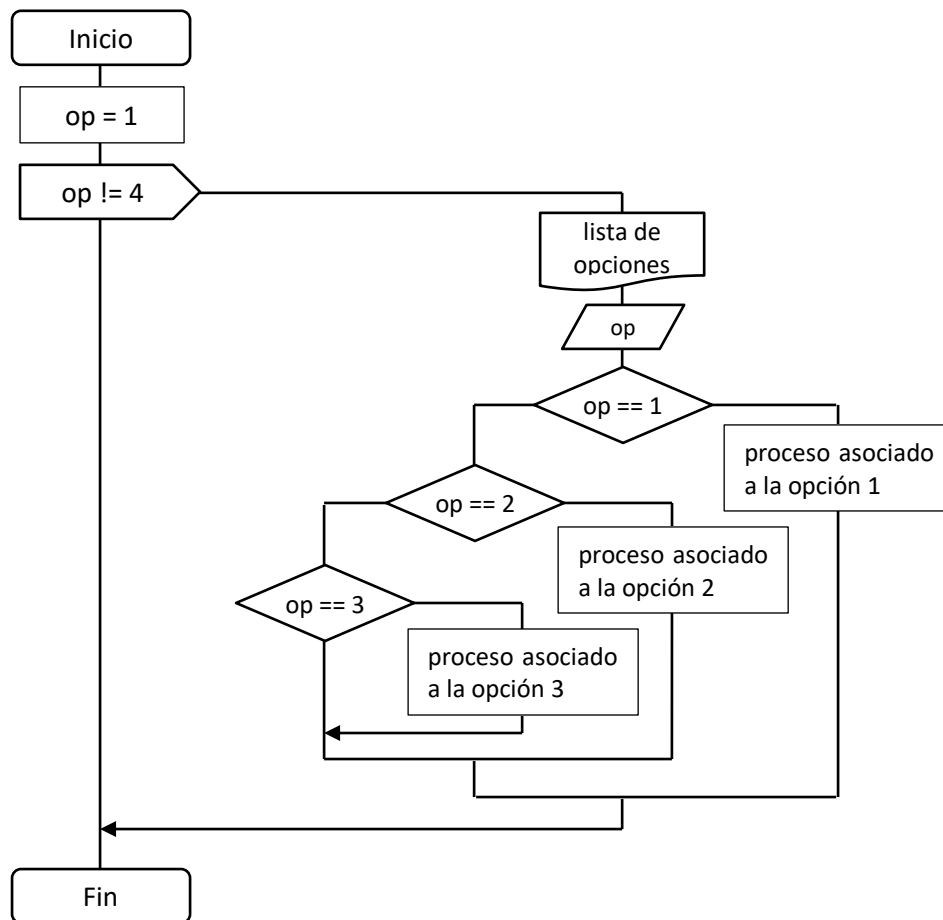 Inicio
op = 1
op != 4
lista de
opciones
op
op == 1
proceso asociado
a la opción 1
op == 2
proceso asociado
a la opción 2
op == 3
proceso asociado
a la opción 3
Fin